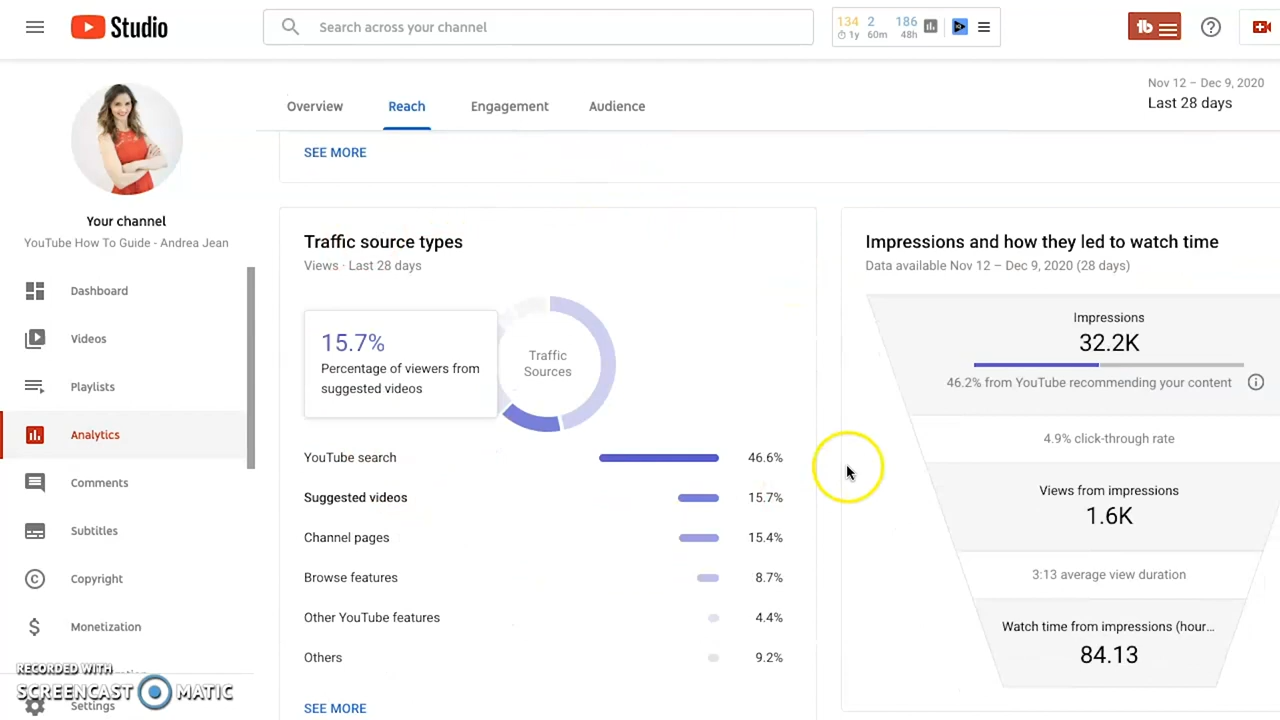 Studio
Search across your channel
134 2 186
1y 60m 48h
tb
Overview
Reach
Engagement
Audience
Nov 12 – Dec 9, 2020
Last 28 days
SEE MORE
Your channel
YouTube How To Guide - Andrea Jean
Dashboard
Videos
Playlists
Analytics
Comments
Subtitles
Copyright
Monetization
Settings
Traffic source types
Views · Last 28 days
15.7%
Percentage of viewers from
suggested videos
Traffic
Sources
YouTube search 46.6%
Suggested videos 15.7%
Channel pages 15.4%
Browse features 8.7%
Other YouTube features 4.4%
Others 9.2%
SEE MORE
Impressions and how they led to watch time
Data available Nov 12 – Dec 9, 2020 (28 days)
Impressions
32.2K
46.2% from YouTube recommending your content
4.9% click-through rate
Views from impressions
1.6K
3:13 average view duration
Watch time from impressions (hour...
84.13
RECORDED WITH
SCREENCAST MATIC